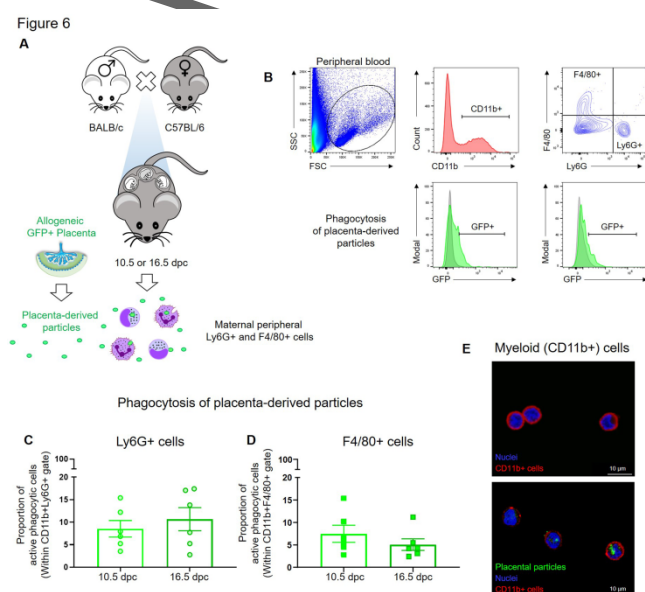 Figure 6
A
BALB/c
C57BL/6
Allogeneic
GFP+ Placenta
10.5 or 16.5 dpc
Placenta-derived
particles
Maternal peripheral
Ly6G+ and F4/80+ cells
B
Peripheral blood
SSC
FSC
Count
CD11b+
CD11b
F4/80+
F4/80
Ly6G+
Ly6G
Phagocytosis
of placenta-derived
particles
Modal
GFP+
GFP
Modal
GFP+
GFP
Phagocytosis of placenta-derived particles
C
Ly6G+ cells
Proportion of
active phagocytic cells
(Within CD11b+Ly6G+ gate)
100
20
15
10
5
0
10.5 dpc
16.5 dpc
D
F4/80+ cells
Proportion of
active phagocytic cells
(Within CD11b+F4/80+ gate)
100
20
15
10
5
0
10.5 dpc
16.5 dpc
E
Myeloid (CD11b+) cells
Nuclei
CD11b+ cells
10 μm
Placental particles
Nuclei
CD11b+ cells
10 μm